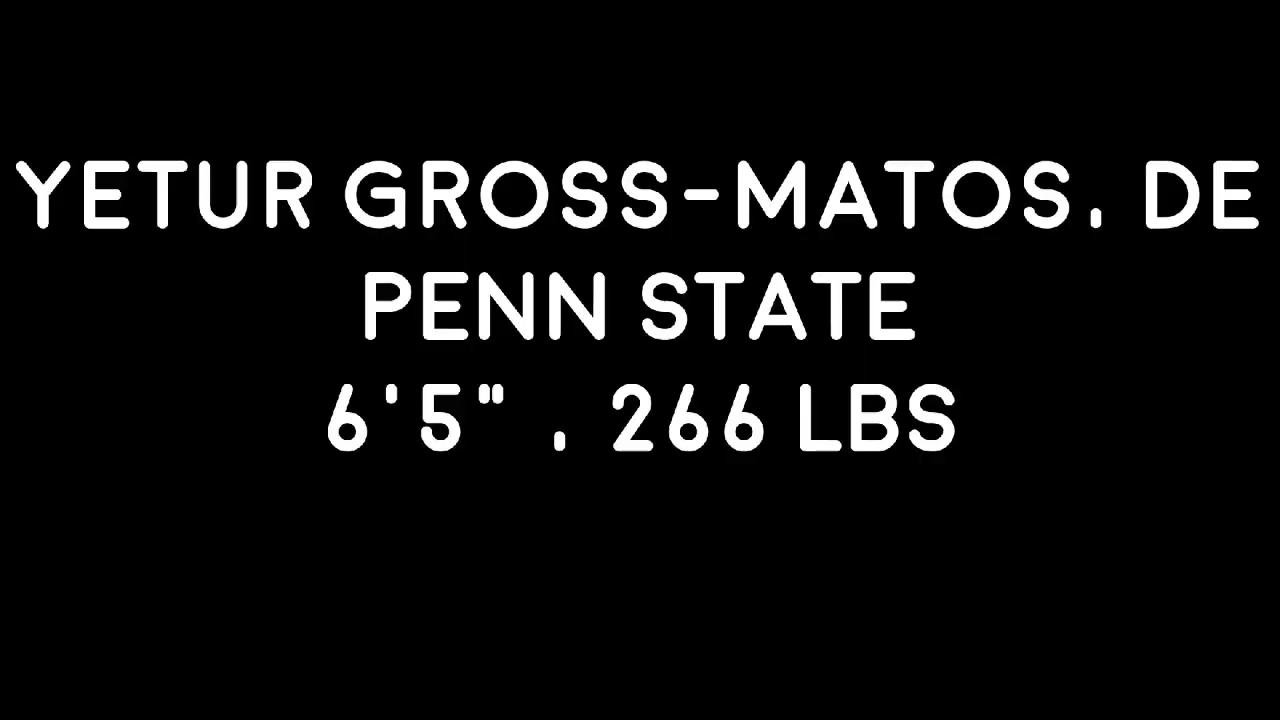 YETUR GROSS-MATOS, DE
PENN STATE
6'5" , 266 LBS